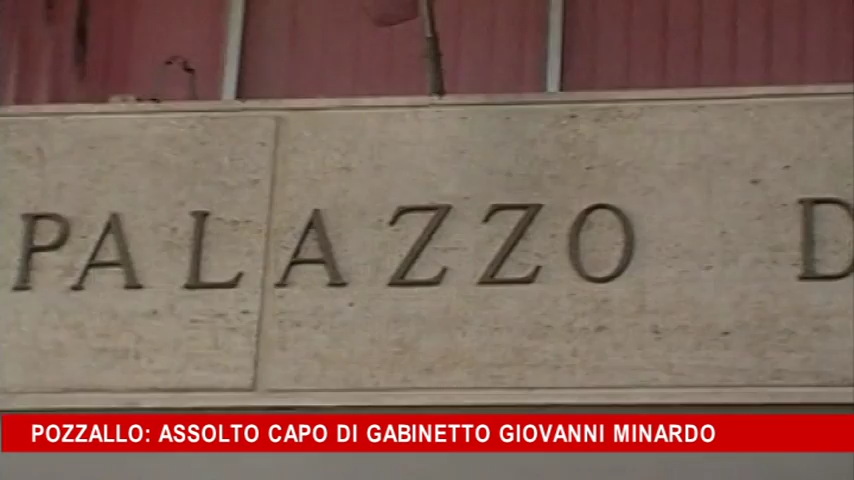 PALAZZO D
POZZALLO: ASSOLTO CAPO DI GABINETTO GIOVANNI MINARDO